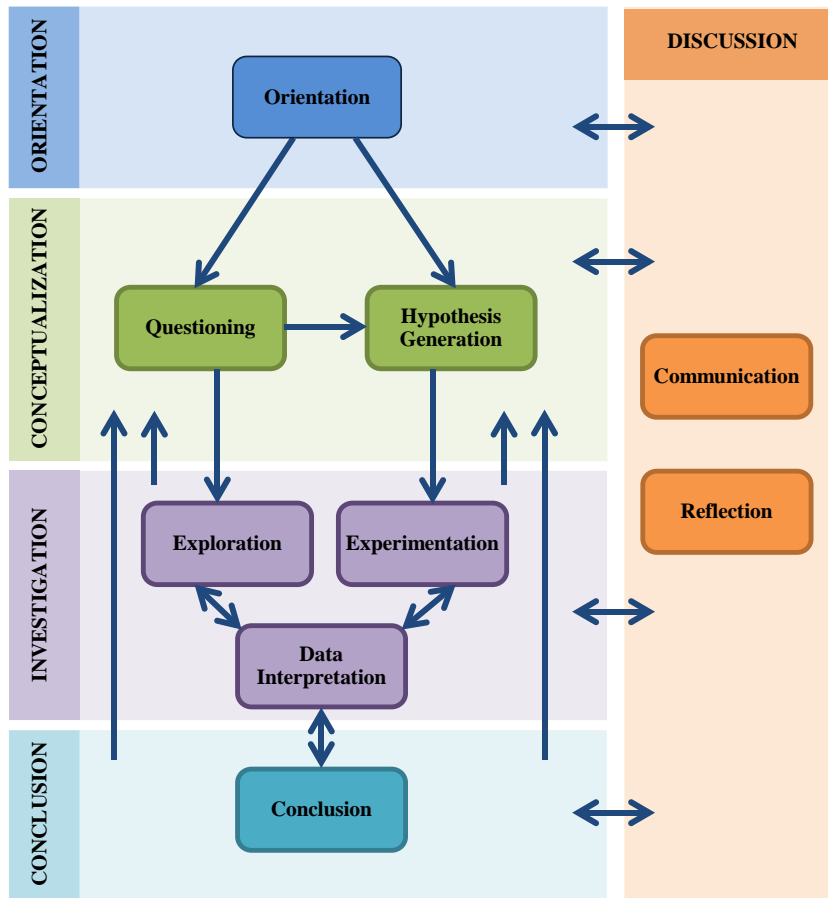 ORIENTATION
Orientation
CONCEPTUALIZATION
Questioning
Hypothesis
Generation
INVESTIGATION
Exploration
Experimentation
Data
Interpretation
CONCLUSION
Conclusion
DISCUSSION
Communication
Reflection